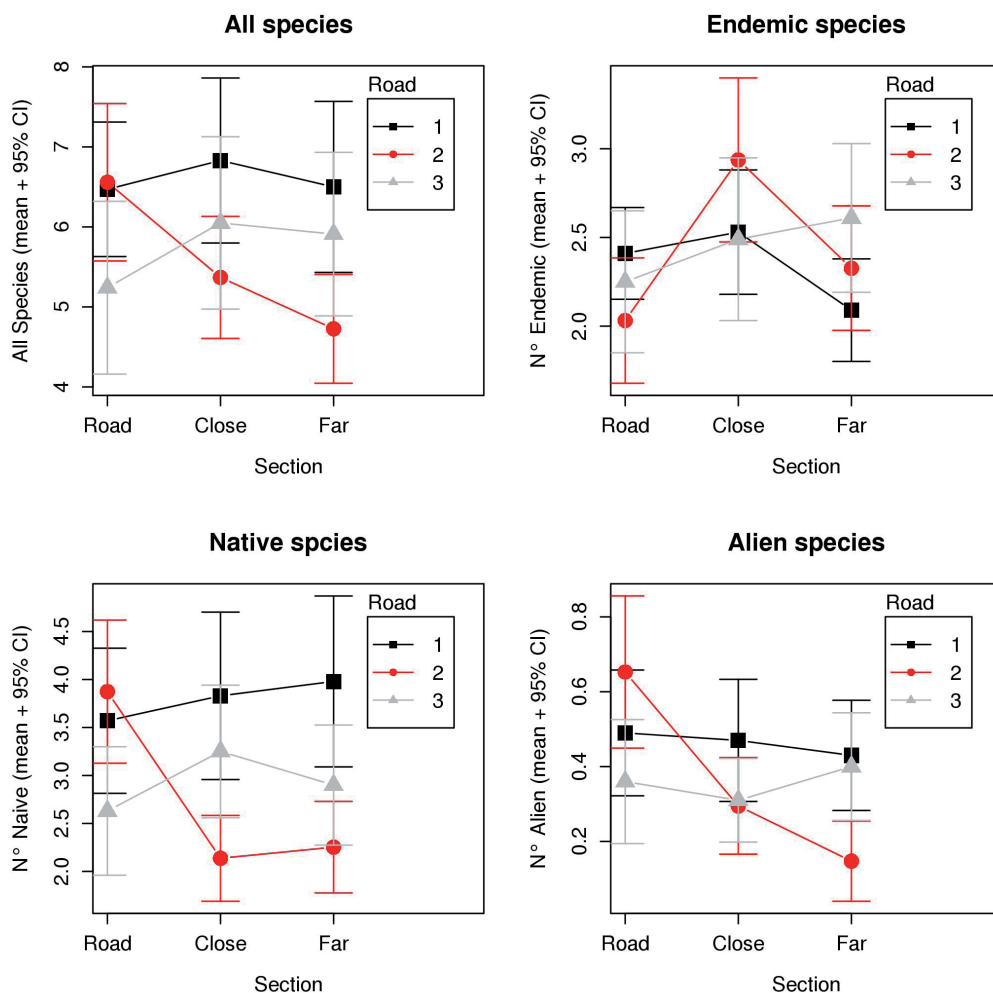 All species
All Species (mean + 95% CI)
8
7
6
5
4
Road
1
2
3
Road Close Far
Section
Endemic species
N° Endemic (mean + 95% CI)
3.0
2.5
2.0
Road
1
2
3
Road Close Far
Section
Native spcies
N° Naive (mean + 95% CI)
4.5
4.0
3.5
3.0
2.5
2.0
Road
1
2
3
Road Close Far
Section
Alien species
N° Alien (mean + 95% CI)
0.8
0.6
0.4
0.2
Road
1
2
3
Road Close Far
Section